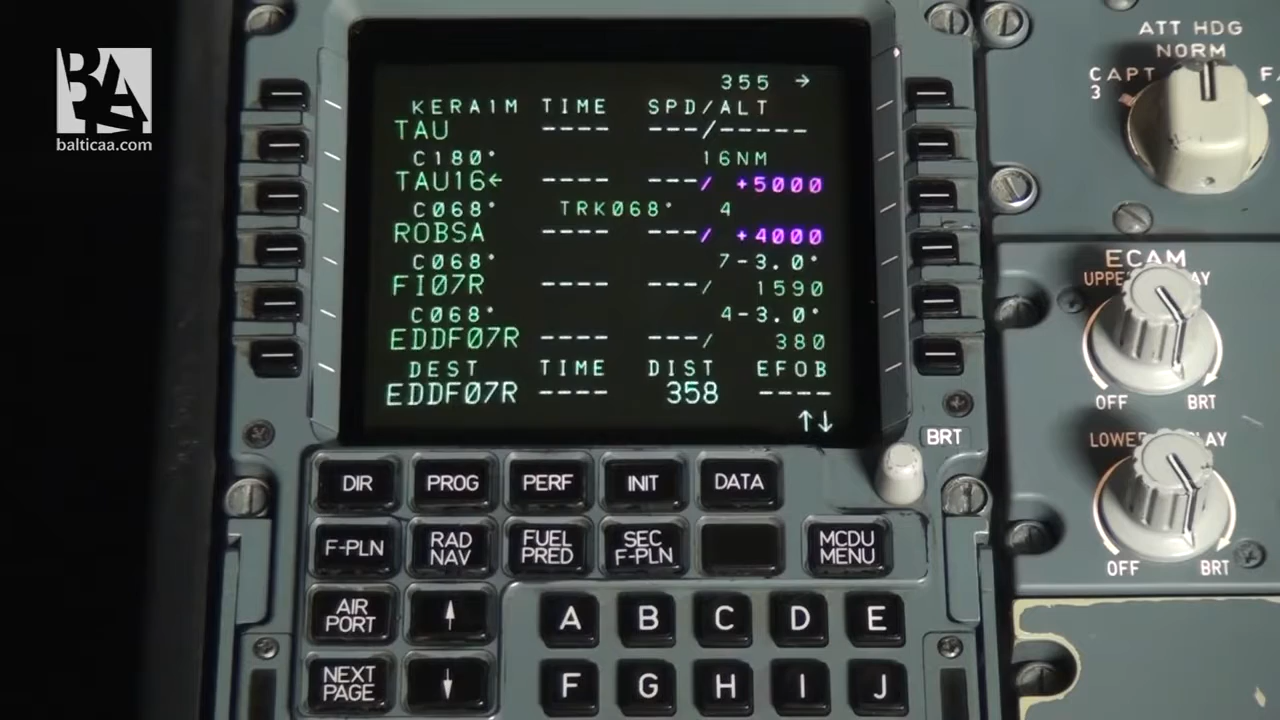 BA
balticaa.com
355 →
KERA1M TIME SPD/ALT
TAU ---- ---/-----
C180° 16NM
TAU16← ---- ---/ +5000
C068° TRK068° 4
ROBSA ---- ---/ +4000
C068° 7-3.0°
FI07R ---- ---/ 1590
C068° 4-3.0°
EDDF07R ---- ---/ 380
DEST TIME DIST EFOB
EDDF07R ---- 358 ----
↑↓
BRT
DIR PROG PERF INIT DATA
F-PLN RAD NAV FUEL PRED SEC F-PLN MCDU MENU
AIR PORT ↑
NEXT PAGE ↓
A B C D E
F G H I J
ATT HDG
NORM
CAPT
3
ECAM
OFF BRT
OFF BRT